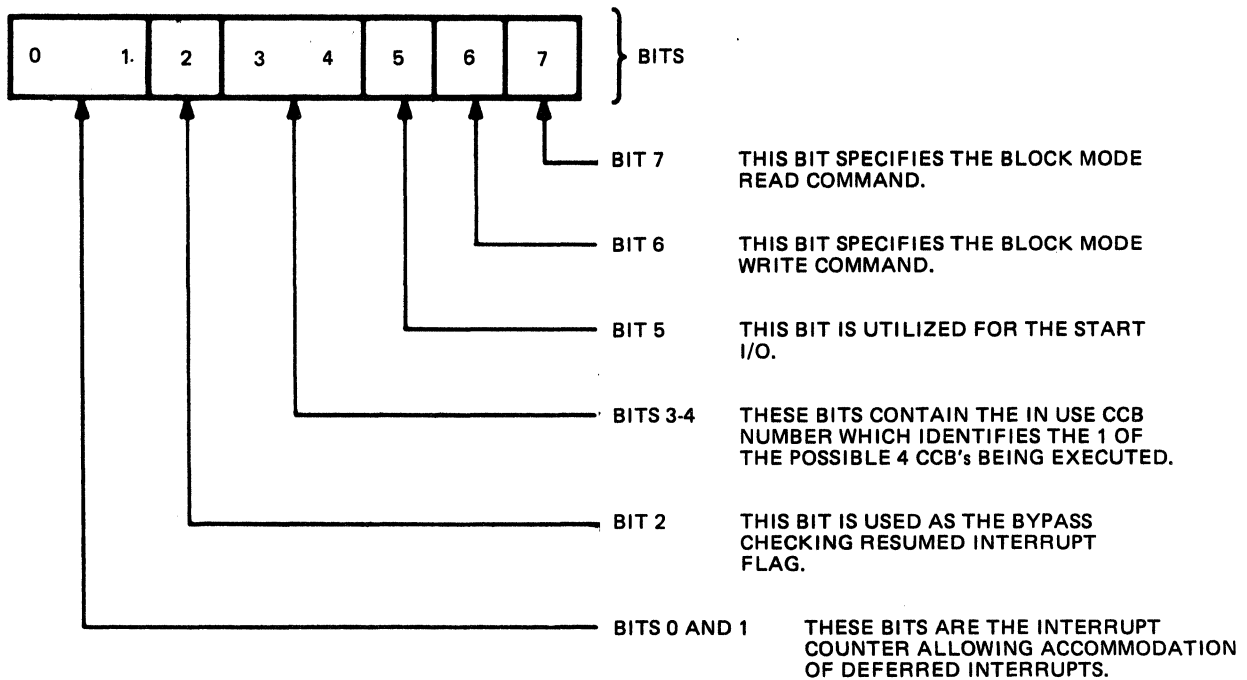 0 1. 2 3 4 5 6 7 BITS
BIT 7 THIS BIT SPECIFIES THE BLOCK MODE
READ COMMAND.
BIT 6 THIS BIT SPECIFIES THE BLOCK MODE
WRITE COMMAND.
BIT 5 THIS BIT IS UTILIZED FOR THE START
I/O.
BITS 3-4 THESE BITS CONTAIN THE IN USE CCB
NUMBER WHICH IDENTIFIES THE 1 OF
THE POSSIBLE 4 CCB's BEING EXECUTED.
BIT 2 THIS BIT IS USED AS THE BYPASS
CHECKING RESUMED INTERRUPT
FLAG.
BITS 0 AND 1 THESE BITS ARE THE INTERRUPT
COUNTER ALLOWING ACCOMMODATION
OF DEFERRED INTERRUPTS.